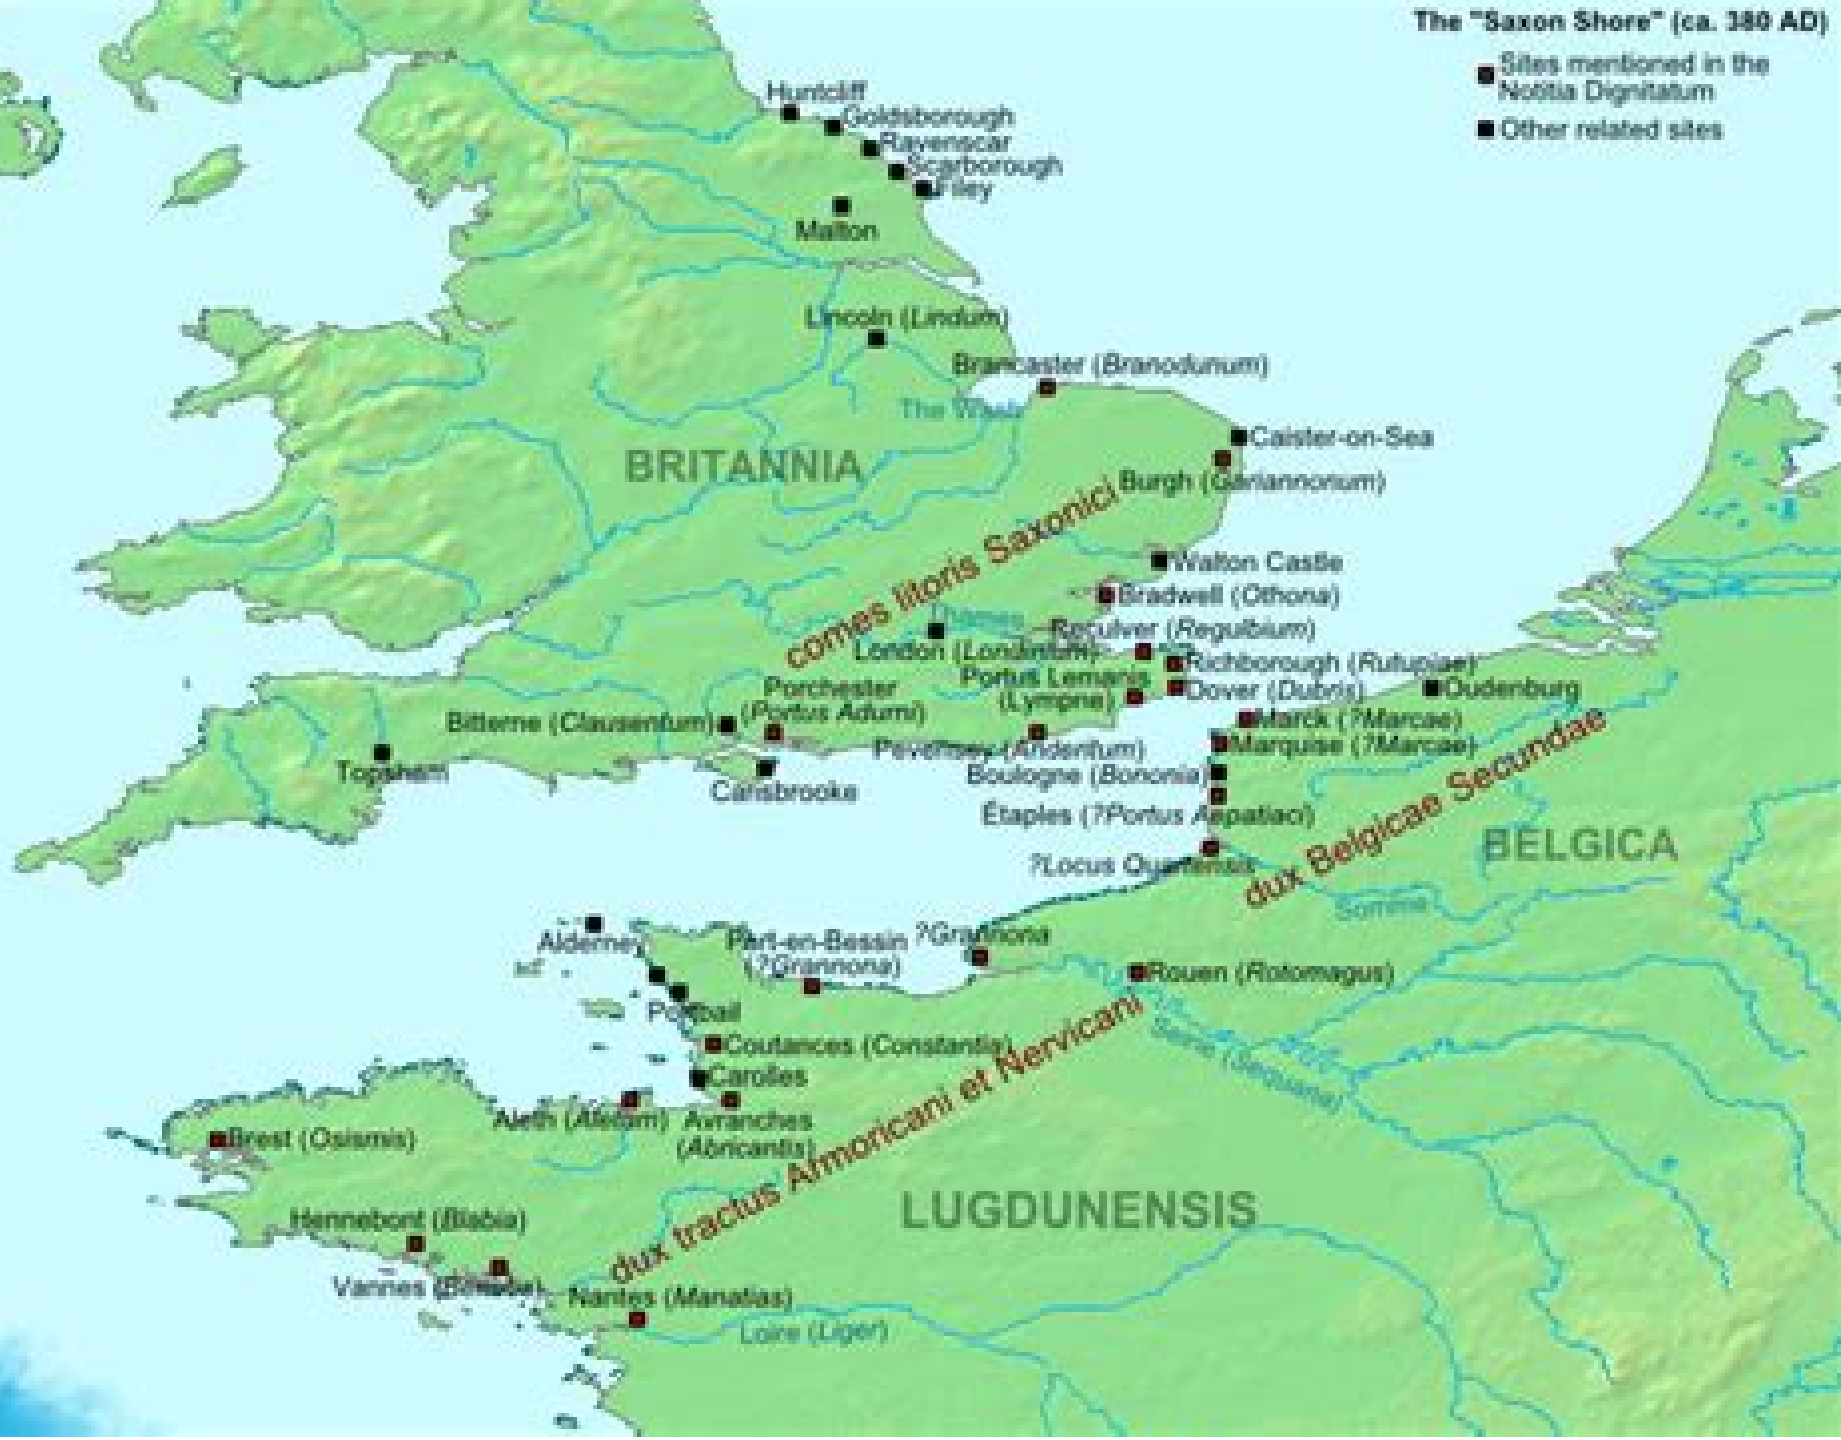 The "Saxon Shore" (ca. 380 AD)
Sites mentioned in the
Notitia Dignitatum
Other related sites
Huntcliff
Goldsborough
Ravenscar
Scarborough
Filey
Malton
Lincoln (Lindum)
Brancaster (Branodunum)
The Wash
Caister-on-Sea
BRITANNIA
Burgh (Gariannonum)
comes litoris Saxonici
Walton Castle
Bradwell (Othona)
Thames
Reculver (Regulbium)
London (Londinium)
Richborough (Rutupiae)
Portus Lemanis
(Lympne)
Dover (Dubris)
Oudenburg
Porchester
(Portus Adurni)
Bitterne (Clausentum)
Marck (?Marcae)
Marquise (?Marcae)
Pevensey (Anderitum)
Topsham
Boulogne (Bononia)
Carisbrooke
Étaples (?Portus Aepatiaci)
dux Belgicae Secundae
BELGICA
?Locus Quartensis
Somme
Alderney
Port-en-Bessin
(?Grannona)
?Grannona
Rouen (Rotomagus)
Portbail
Coutances (Constantia)
Seine (Sequana)
Carolles
Aleth (Aletum)
Avranches
(Abricantis)
Brest (Osismis)
dux tractus Armoricani et Nervicani
LUGDUNENSIS
Hennebont (Blabia)
Vannes
Nantes (Manatias)
Loire (Liger)